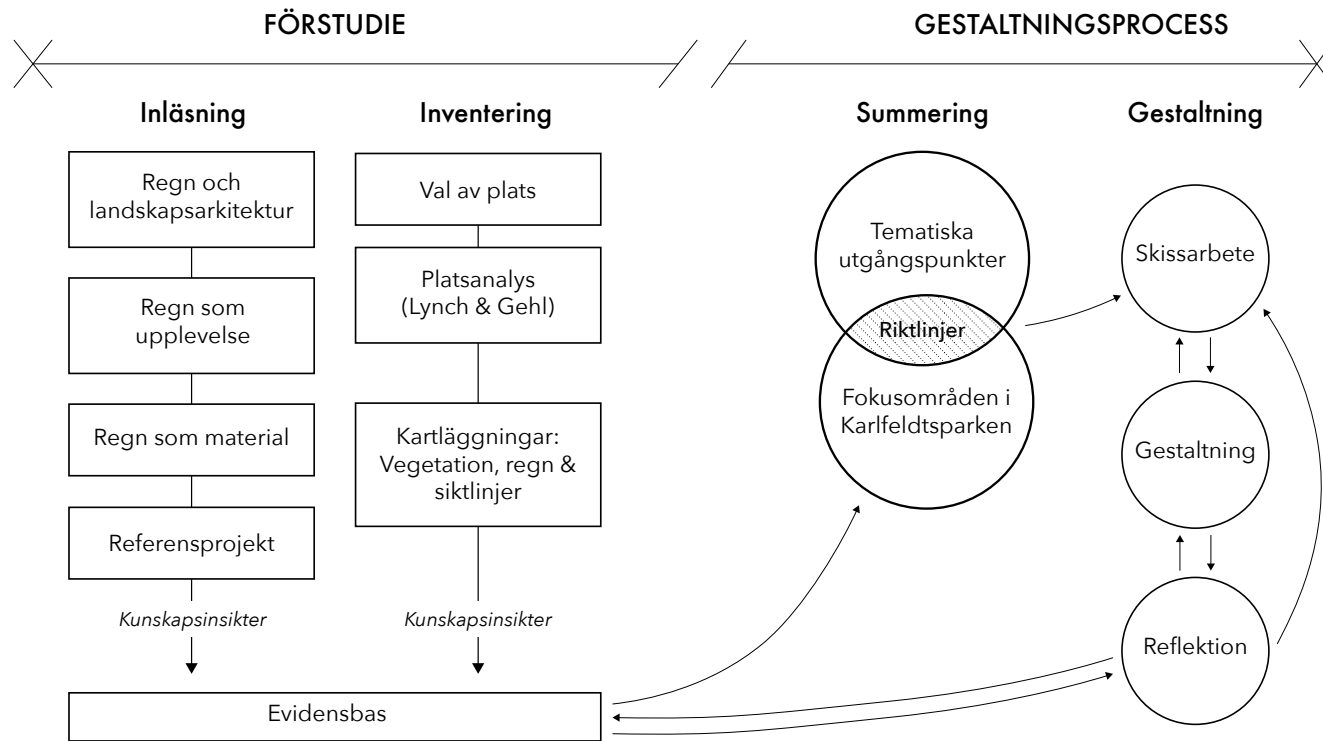 FÖRSTUDIE
GESTALTNINGSPROCESS
Inläsning
Inventering
Summering
Gestaltning
Regn och
landskapsarkitektur
Regn som
upplevelse
Regn som material
Referensprojekt
Kunskapsinsikter
Val av plats
Platsanalys
(Lynch & Gehl)
Kartläggningar:
Vegetation, regn &
siktlinjer
Kunskapsinsikter
Evidensbas
Tematiska
utgångspunkter
Riktlinjer
Fokusområden i
Karlfeldtsparken
Skissarbete
Gestaltning
Reflektion